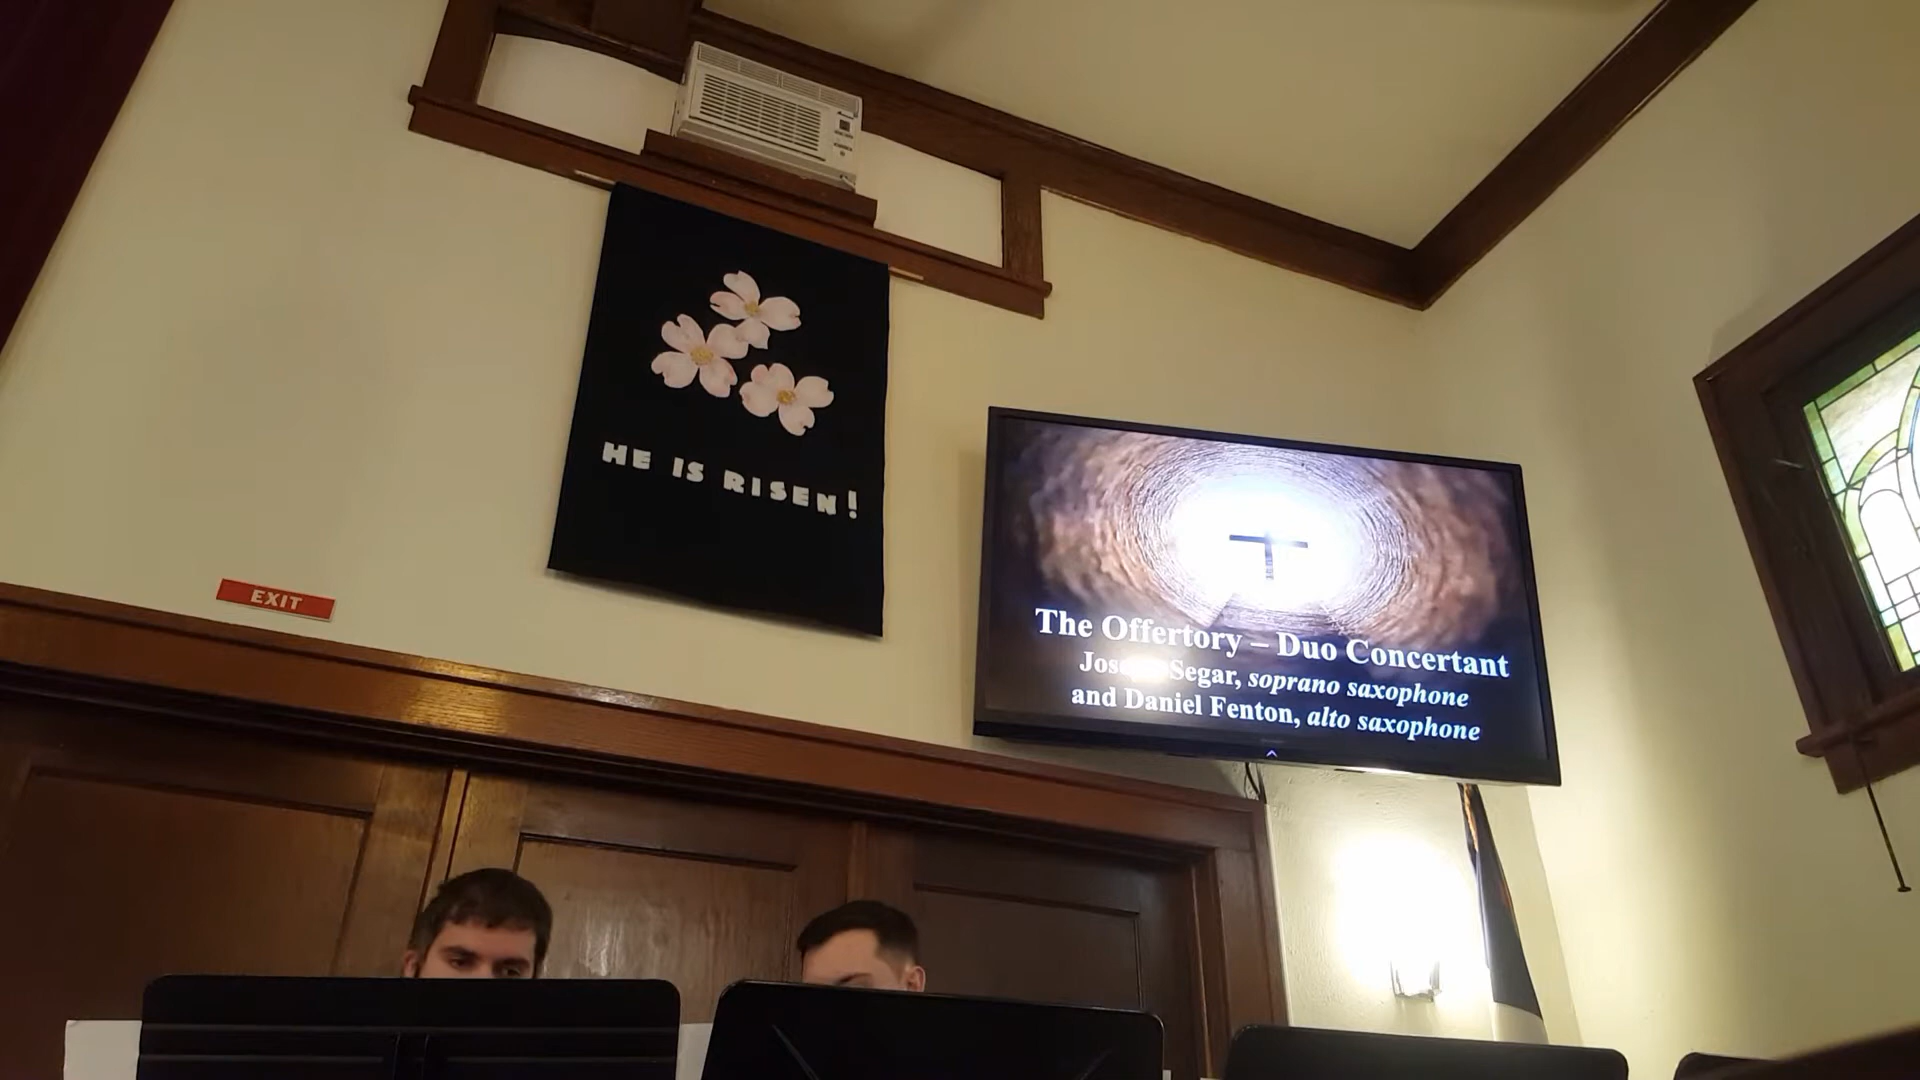 HE IS RISEN!
EXIT
The Offertory – Duo Concertant
Segar, soprano saxophone
and Daniel Fenton, alto saxophone